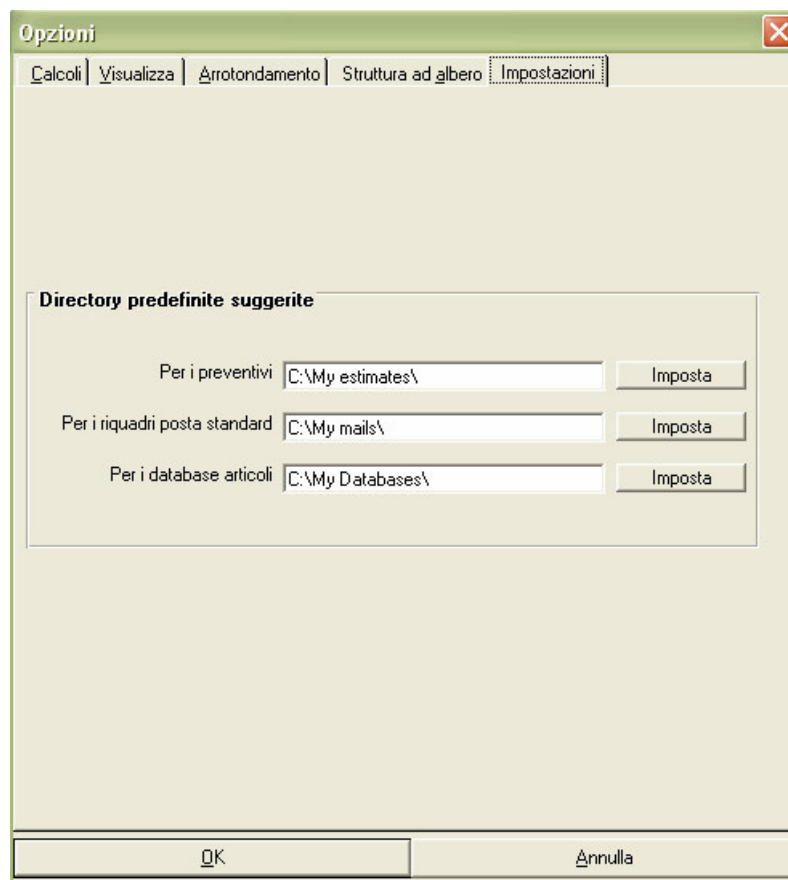 Opzioni
Calcoli Visualizza Arrotondamento Struttura ad albero Impostazioni
Directory predefinite suggerite
Per i preventivi C:\My estimates\ Imposta
Per i riquadri posta standard C:\My mails\ Imposta
Per i database articoli C:\My Databases\ Imposta
OK Annulla